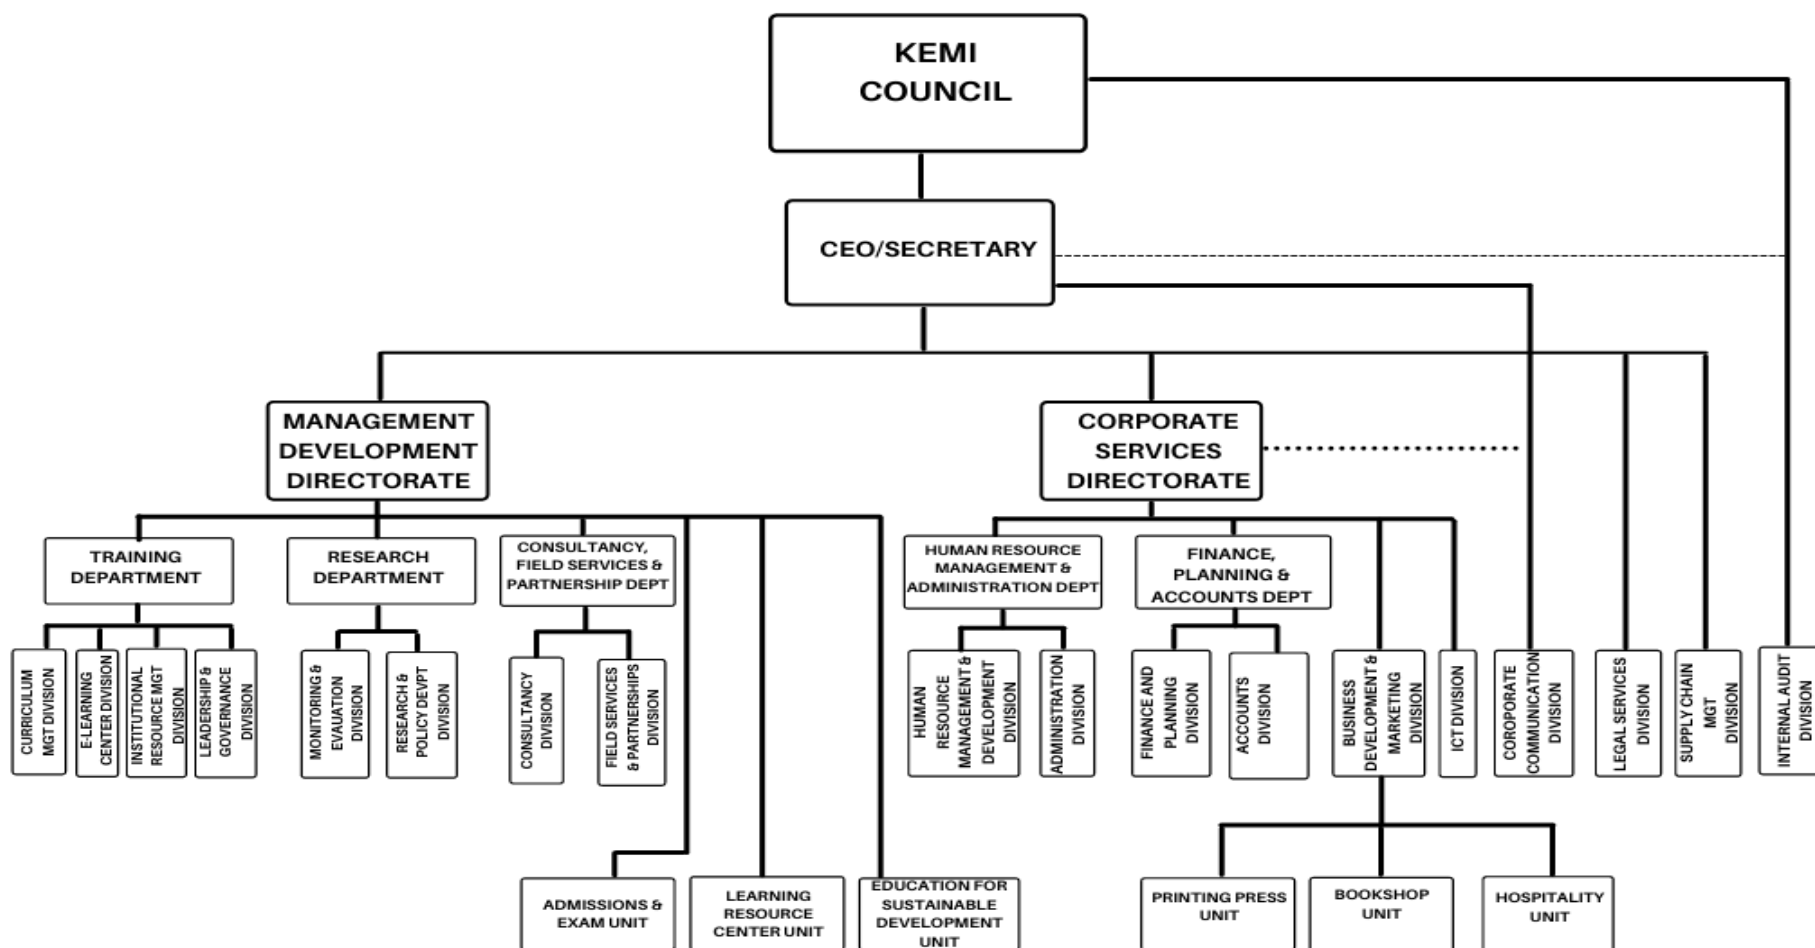 KEMI
COUNCIL
CEO/SECRETARY
MANAGEMENT
DEVELOPMENT
DIRECTORATE
CORPORATE
SERVICES
DIRECTORATE
TRAINING
DEPARTMENT
RESEARCH
DEPARTMENT
CONSULTANCY,
FIELD SERVICES &
PARTNERSHIP DEPT
HUMAN RESOURCE
MANAGEMENT &
ADMINISTRATION DEPT
FINANCE,
PLANNING &
ACCOUNTS DEPT
CURRICULUM
MGT DIVISION
E-LEARNING
CENTER DIVISION
INSTITUTIONAL
RESOURCE MGT
DIVISION
LEADERSHIP &
GOVERNANCE
DIVISION
MONITORING &
EVAUATION
DIVISION
RESEARCH &
POLICY DEVPT
DIVISION
CONSULTANCY
DIVISION
FIELD SERVICES
& PARTNERSHIPS
DIVISION
HUMAN
RESOURCE
MANAGEMENT &
DEVELOPMENT
DIVISION
ADMINISTRATION
DIVISION
FINANCE AND
PLANNING
DIVISION
ACCOUNTS
DIVISION
BUSINESS
DEVELOPMENT &
MARKETING
DIVISION
ICT DIVISION
COROPORATE
COMMUNICATION
DIVISION
LEGAL SERVICES
DIVISION
SUPPLY CHAIN
MGT
DIVISION
INTERNAL AUDIT
DIVISION
ADMISSIONS &
EXAM UNIT
LEARNING
RESOURCE
CENTER UNIT
EDUCATION FOR
SUSTAINABLE
DEVELOPMENT
UNIT
PRINTING PRESS
UNIT
BOOKSHOP
UNIT
HOSPITALITY
UNIT